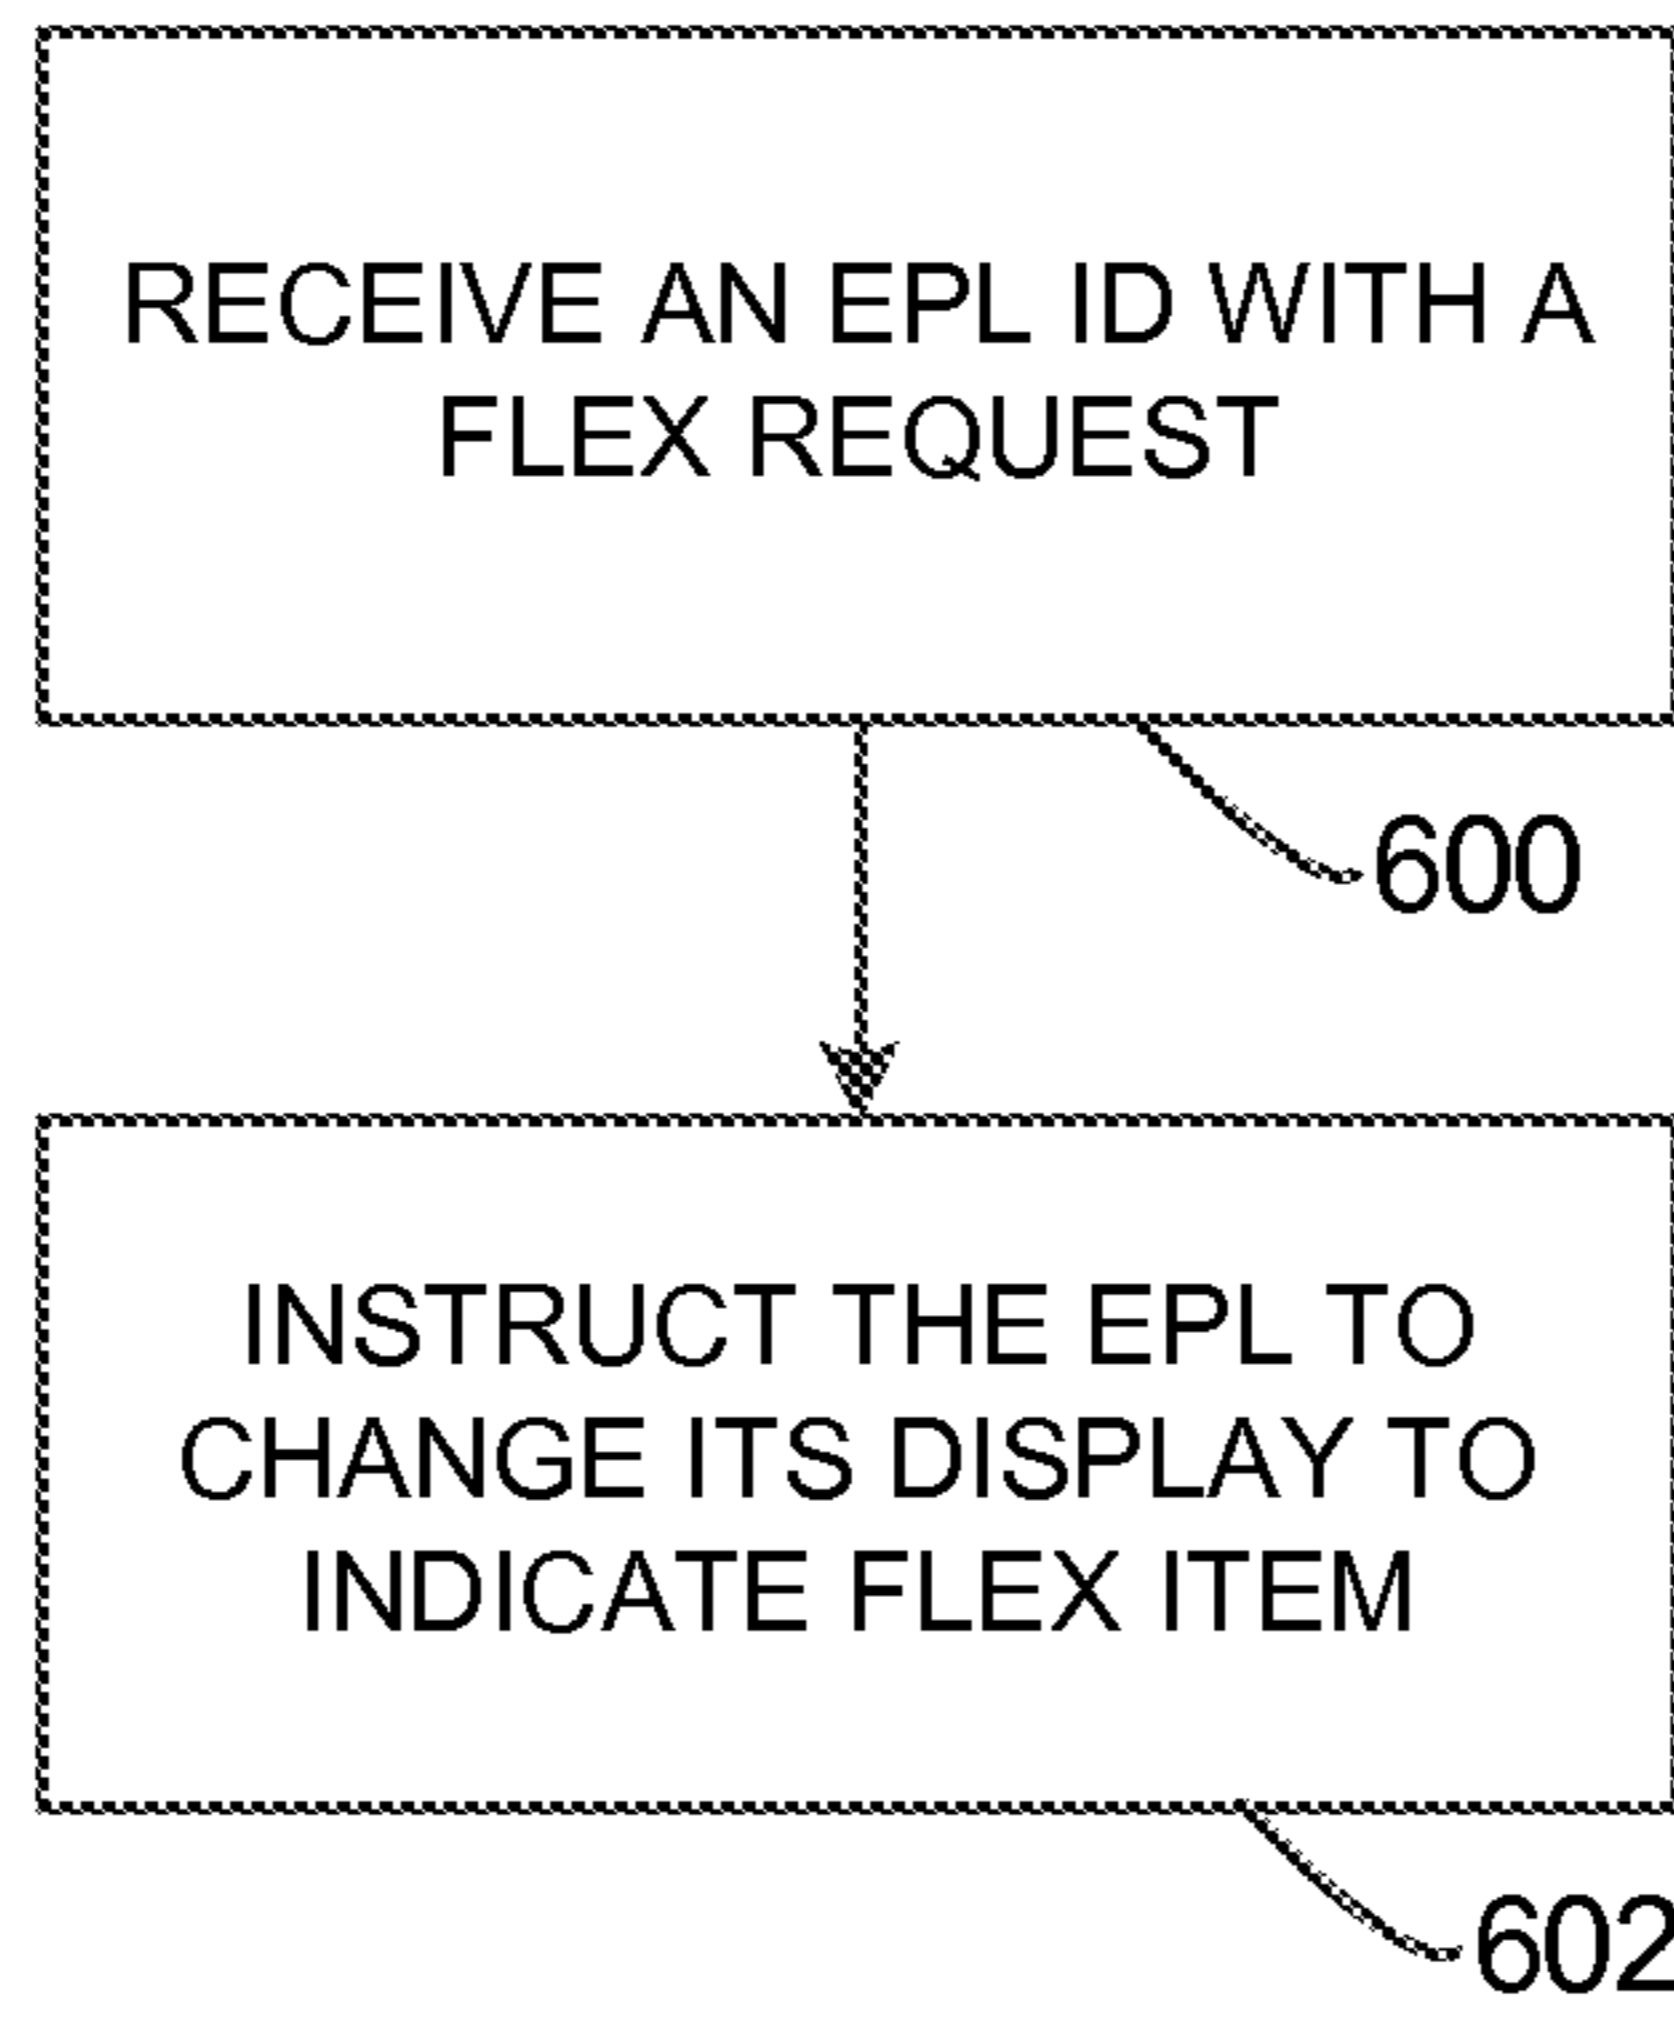 RECEIVE AN EPL ID WITH A
FLEX REQUEST
600
INSTRUCT THE EPL TO
CHANGE ITS DISPLAY TO
INDICATE FLEX ITEM
602